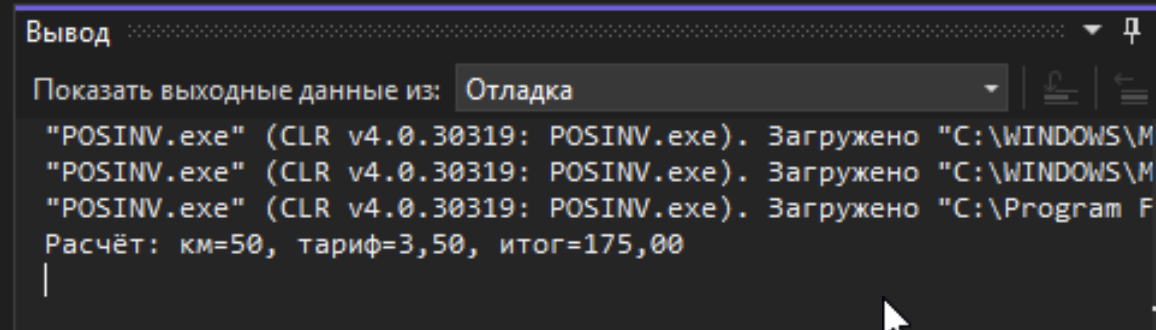 Вывод
Показать выходные данные из: Отладка
"POSINV.exe" (CLR v4.0.30319: POSINV.exe). Загружено "C:\WINDOWS\M
"POSINV.exe" (CLR v4.0.30319: POSINV.exe). Загружено "C:\WINDOWS\M
"POSINV.exe" (CLR v4.0.30319: POSINV.exe). Загружено "C:\Program F
Расчёт: км=50, тариф=3,50, итог=175,00